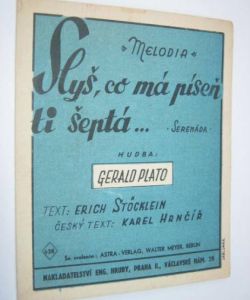 MELODIA
Slyš, co má píseň
ti šeptá...
SERENÁDA
HUDBA:
GERALD PLATO
TEXT: ERICH STÖCKLEIN
ČESKÝ TEXT: KAREL HRNČÍŘ
Se svolením: ASTRA-VERLAG, WALTER MEYER, BERLIN
NAKLADATELSTVÍ ENG. HRUBY, PRAHA II., VÁCLAVSKÉ NÁM.